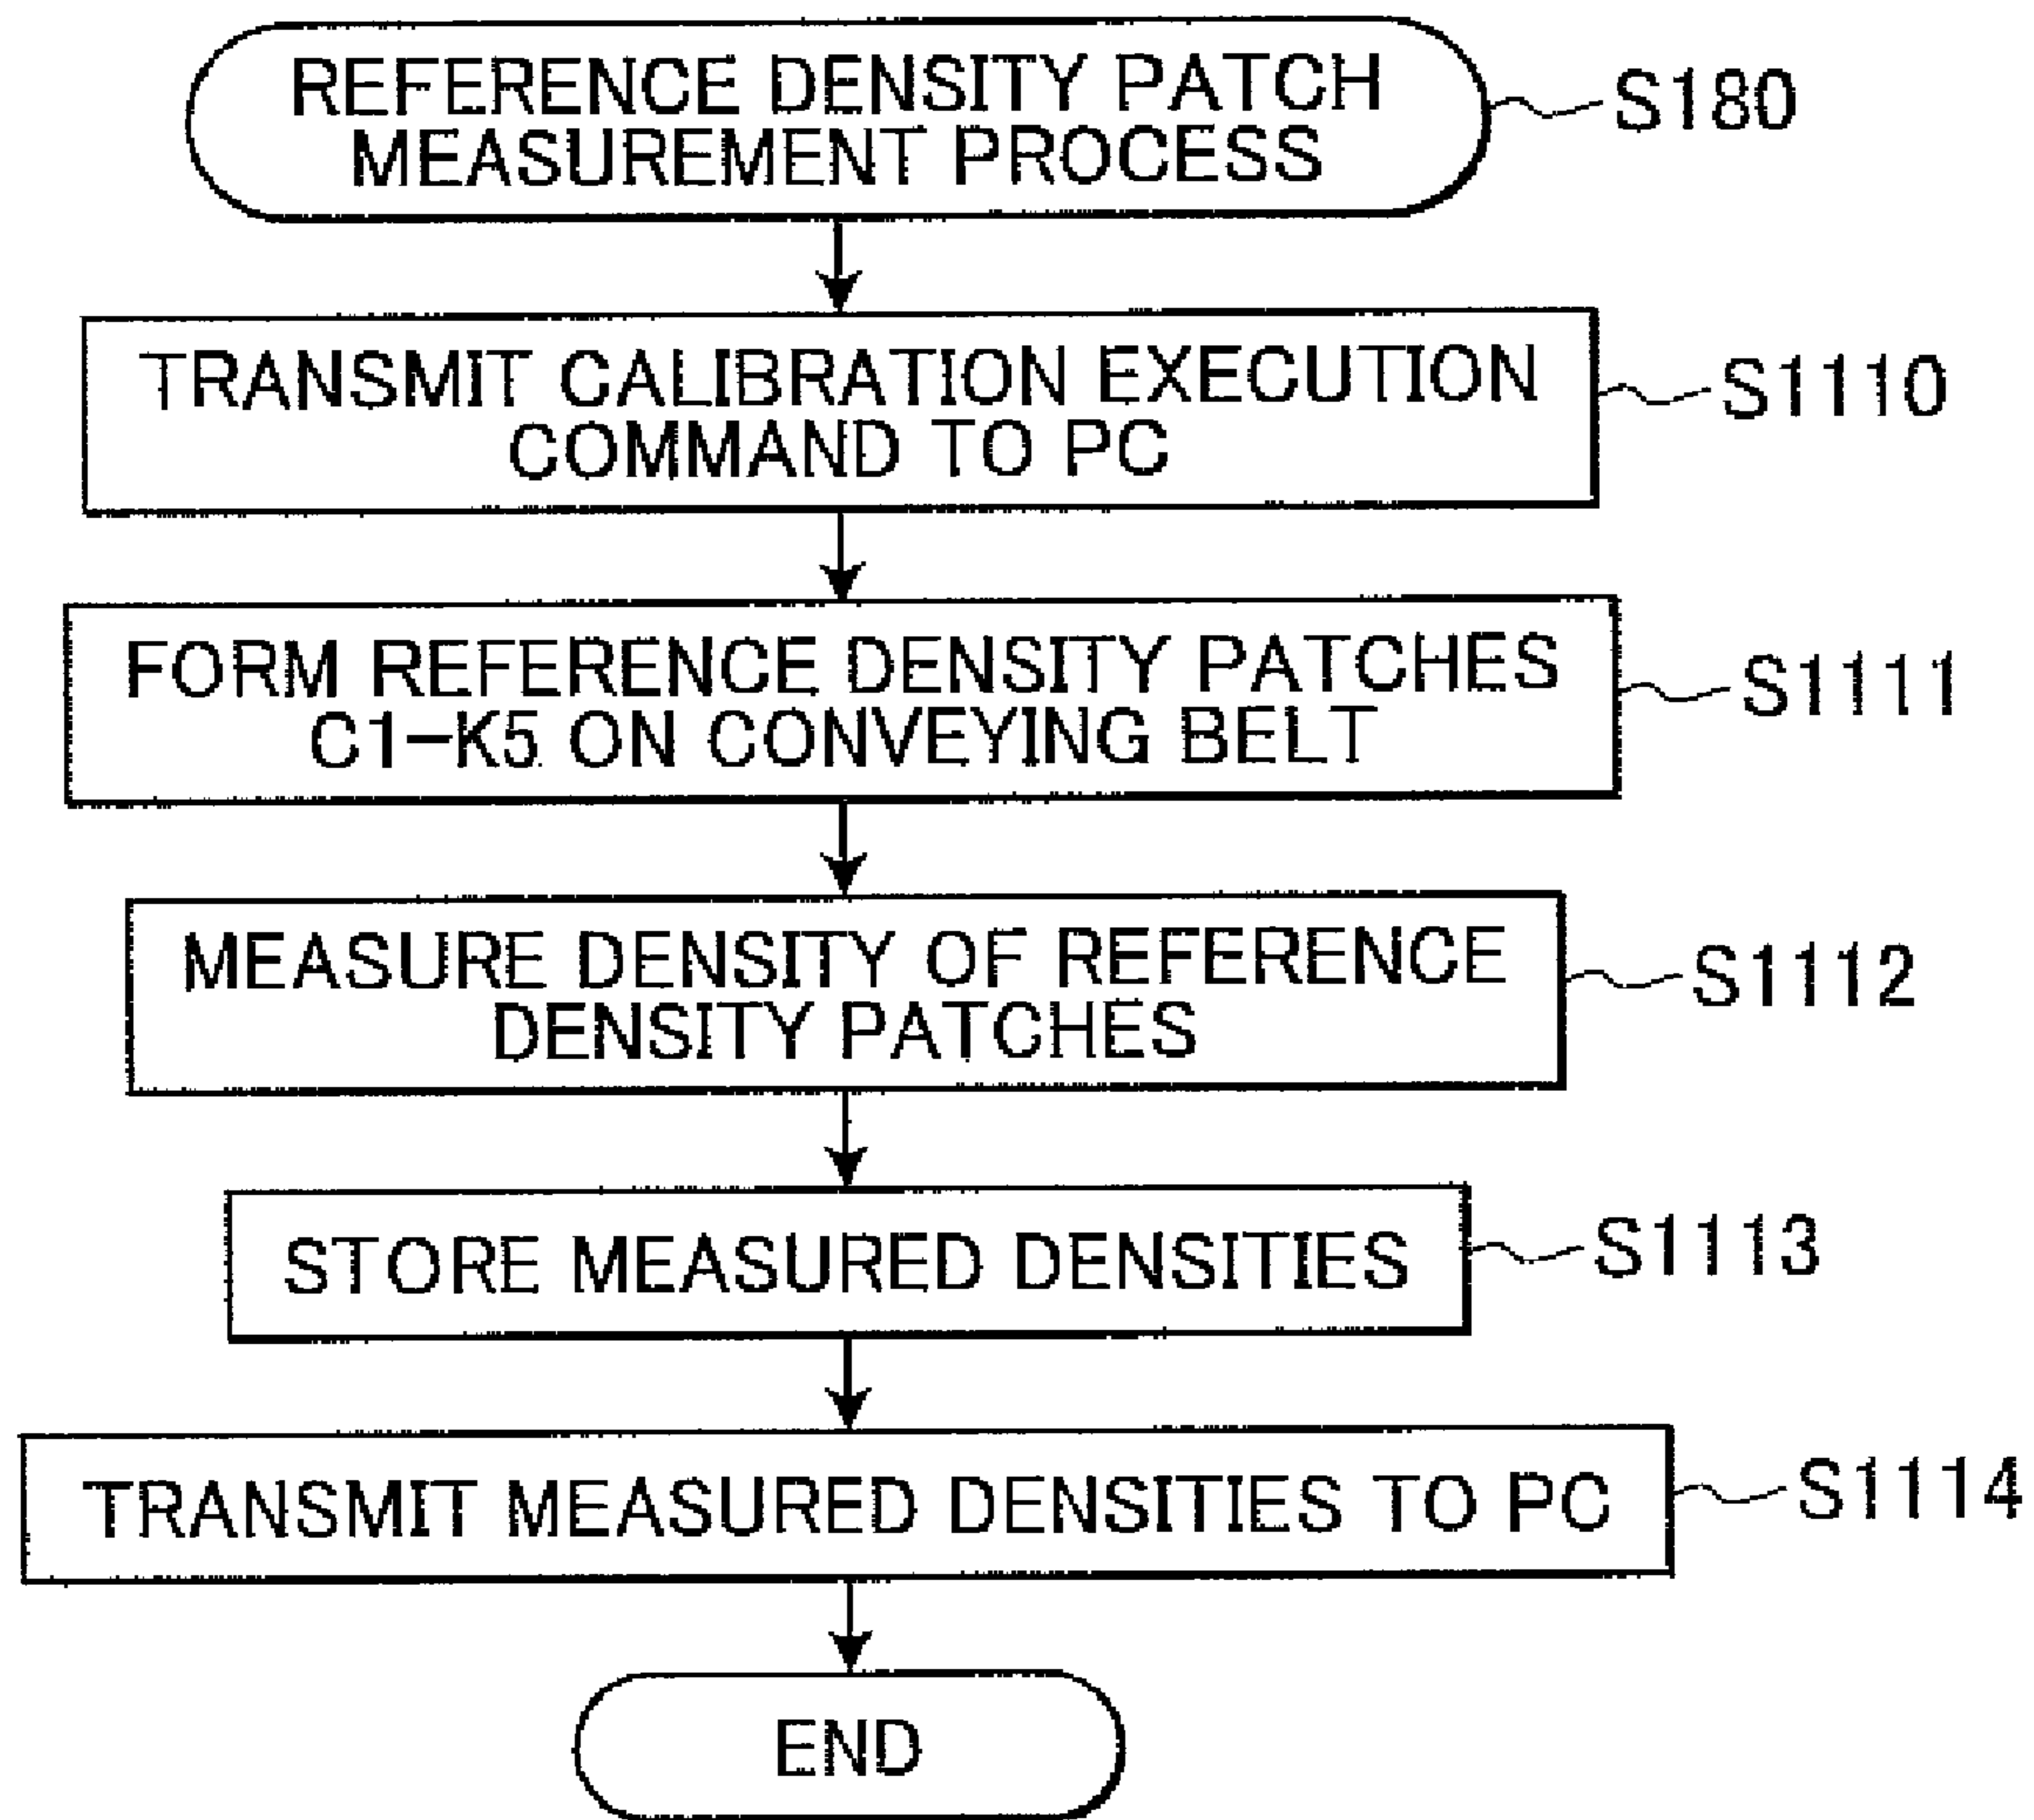 REFERENCE DENSITY PATCH
MEASUREMENT PROCESS
S180
TRANSMIT CALIBRATION EXECUTION
COMMAND TO PC
S1110
FORM REFERENCE DENSITY PATCHES
C1-K5 ON CONVEYING BELT
S1111
MEASURE DENSITY OF REFERENCE
DENSITY PATCHES
S1112
STORE MEASURED DENSITIES
S1113
TRANSMIT MEASURED DENSITIES TO PC
S1114
END